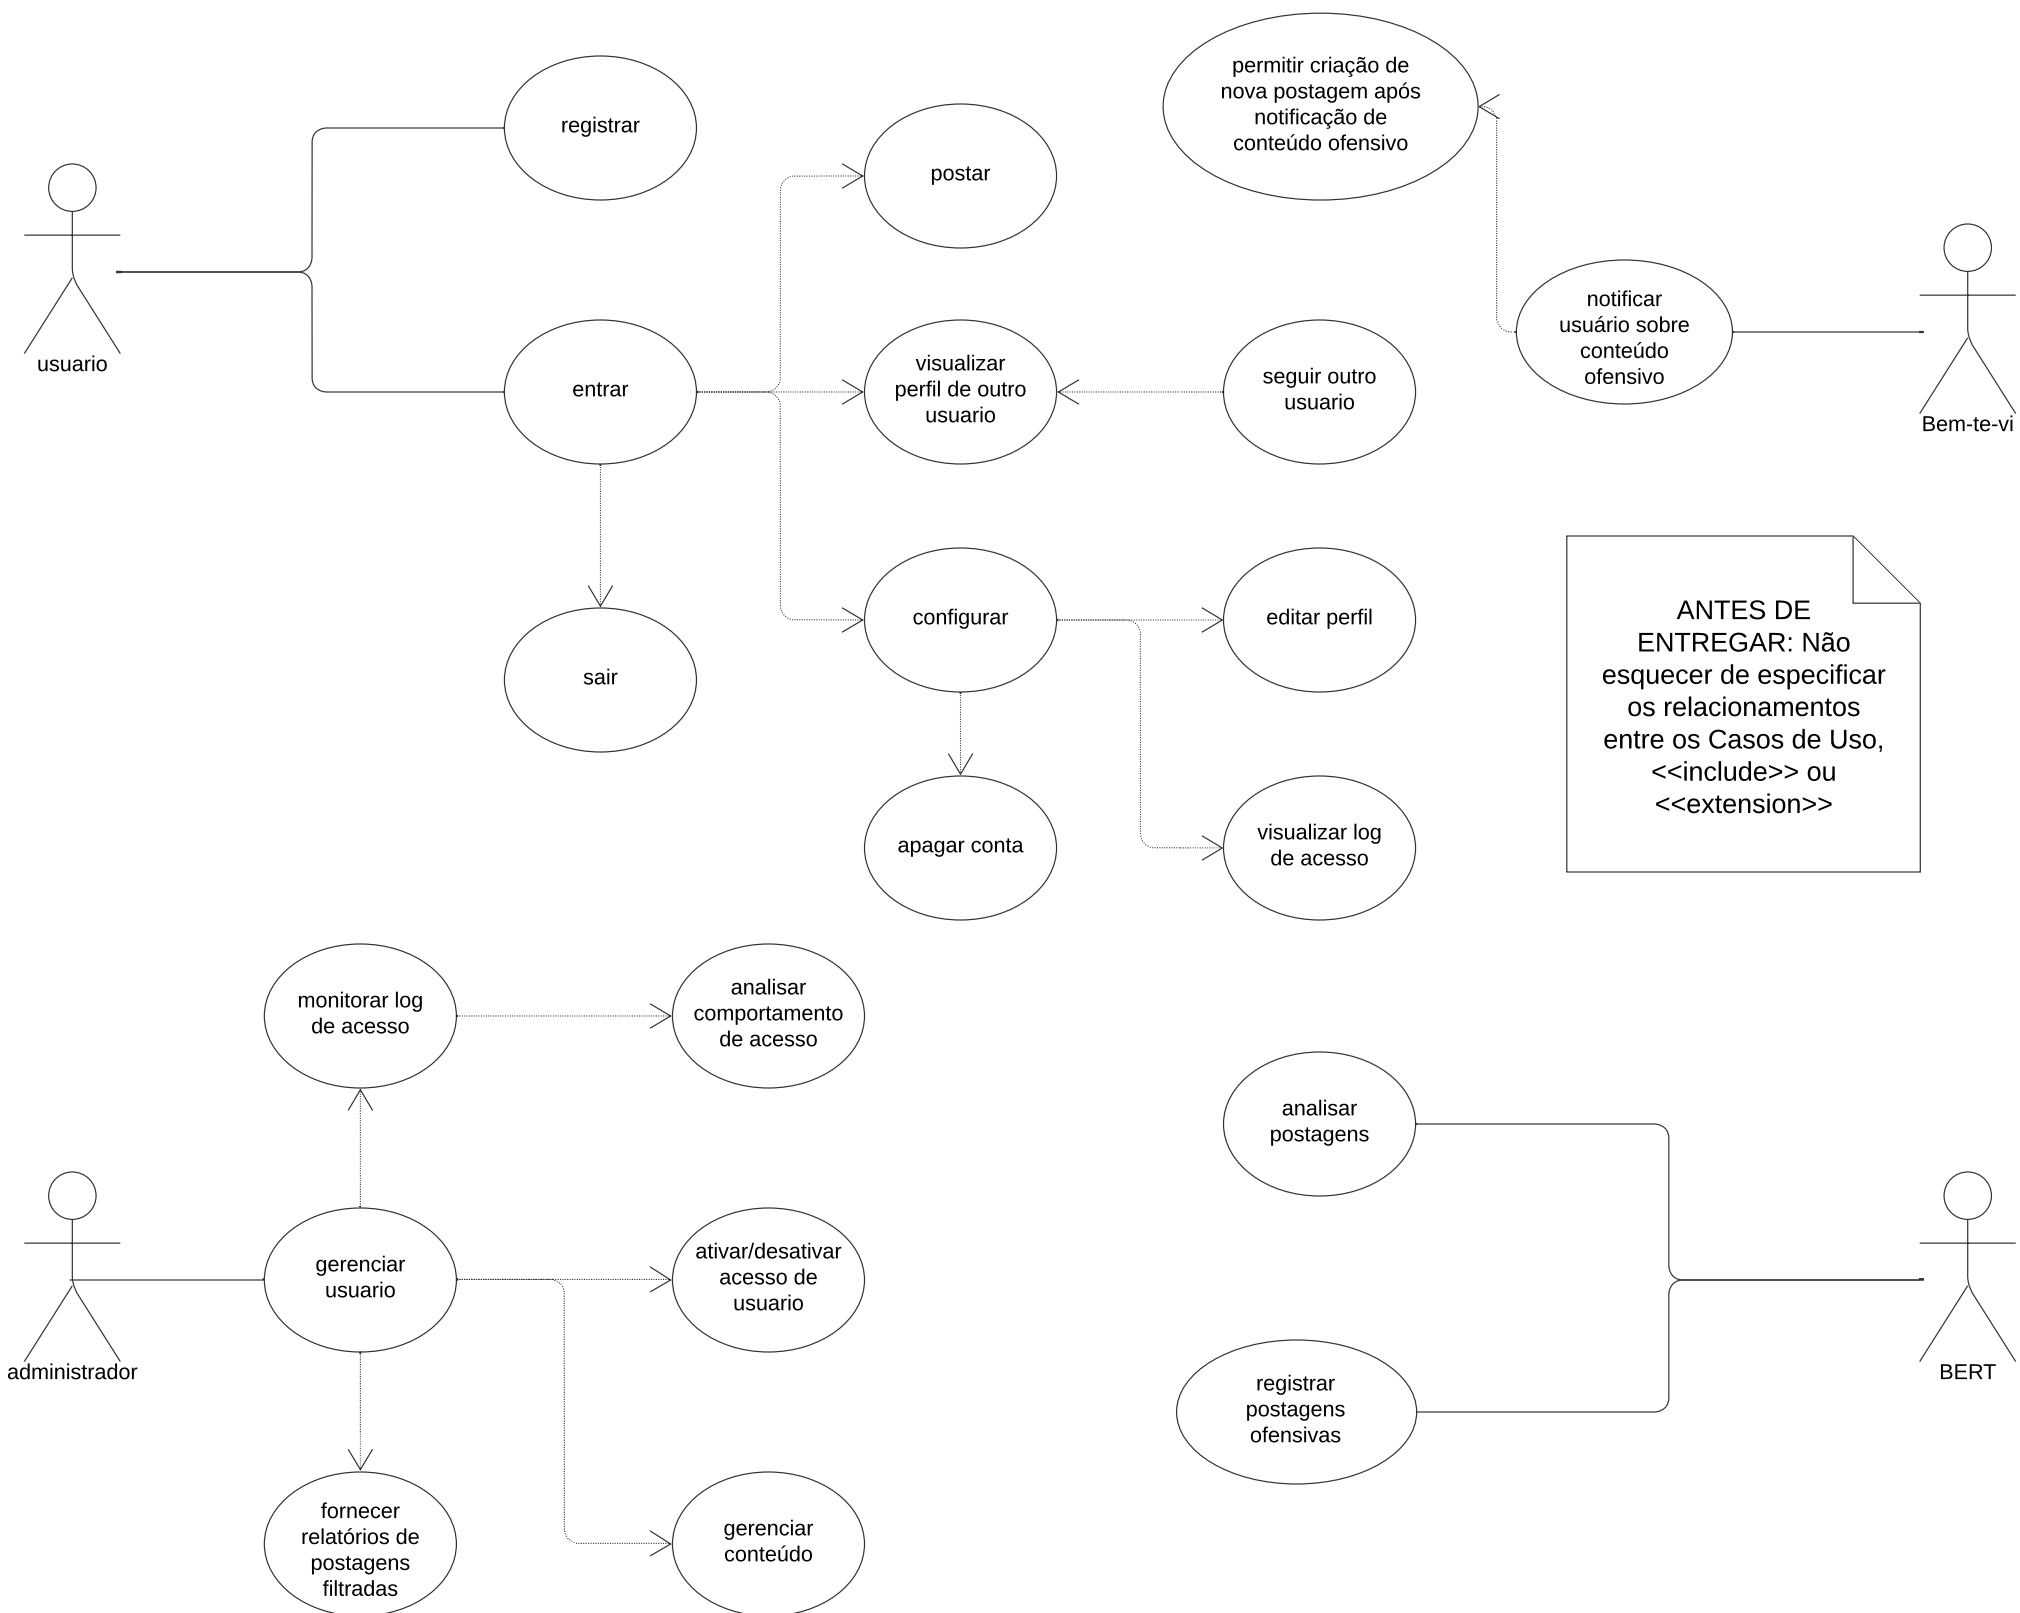 registrar
permitir criação de
nova postagem após
notificação de
conteúdo ofensivo
postar
usuario
entrar
visualizar
perfil de outro
usuario
seguir outro
usuario
notificar
usuário sobre
conteúdo
ofensivo
Bem-te-vi
sair
configurar
editar perfil
ANTES DE
ENTREGAR: Não
esquecer de especificar
os relacionamentos
entre os Casos de Uso,
<<include>> ou
<<extension>>
apagar conta
visualizar log
de acesso
monitorar log
de acesso
analisar
comportamento
de acesso
analisar
postagens
administrador
gerenciar
usuario
ativar/desativar
acesso de
usuario
BERT
registrar
postagens
ofensivas
fornecer
relatórios de
postagens
filtradas
gerenciar
conteúdo